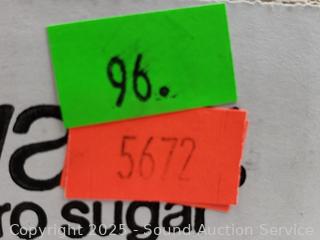 96.
5672
ro sugar
Copyright 2025 - Sound Auction Service